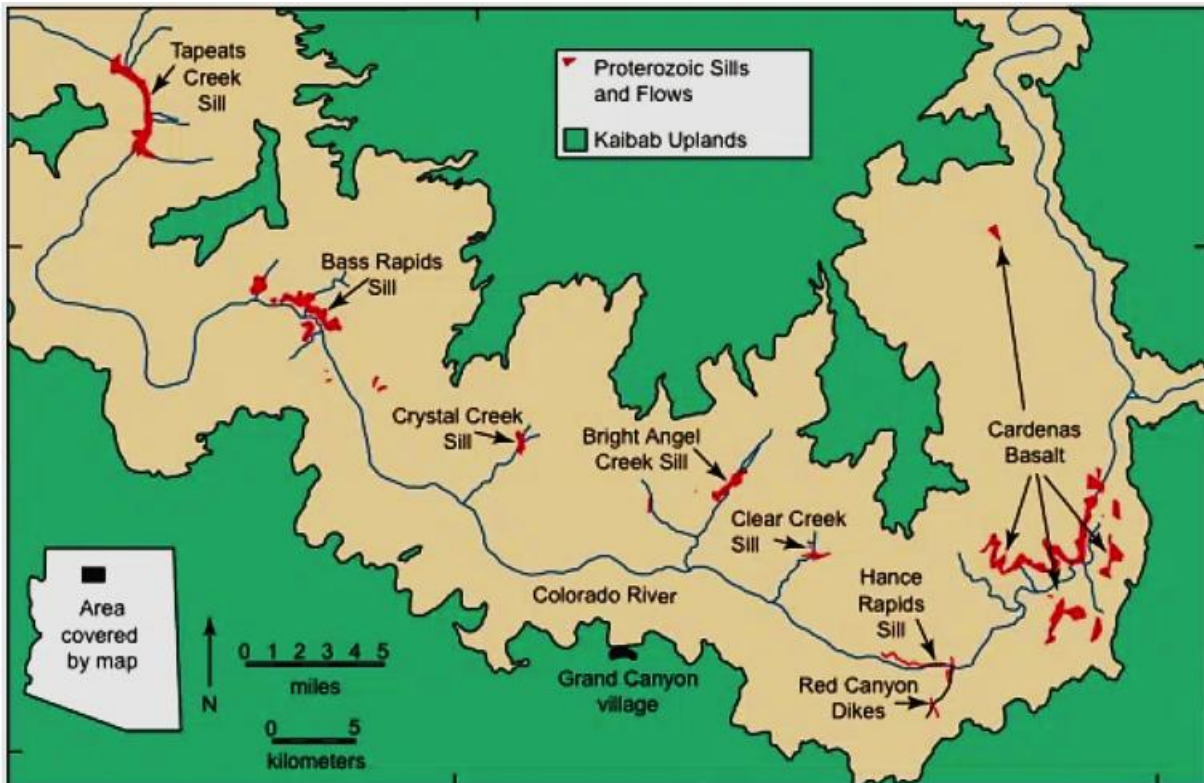 Tapeats
Creek
Sill
Proterozoic Sills
and Flows
Kaibab Uplands
Bass Rapids
Sill
Crystal Creek
Sill
Bright Angel
Creek Sill
Clear Creek
Sill
Cardenas
Basalt
Hance
Rapids
Sill
Red Canyon
Dikes
Colorado River
Grand Canyon
village
Area
covered
by map
N
0 1 2 3 4 5
miles
0 5
kilometers